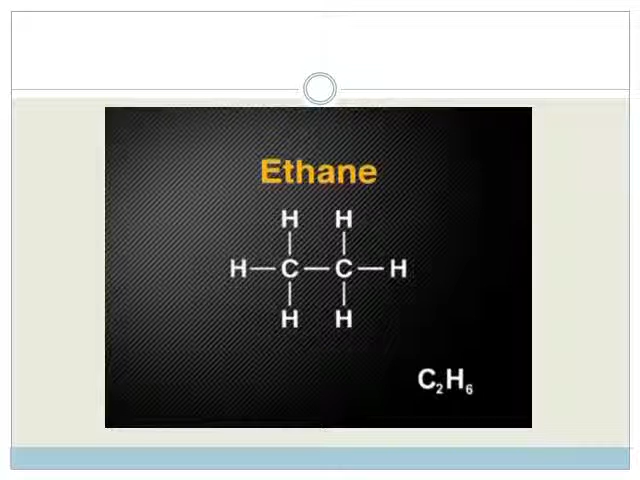 Ethane
H H
H—C—C—H
H H
C₂H₆